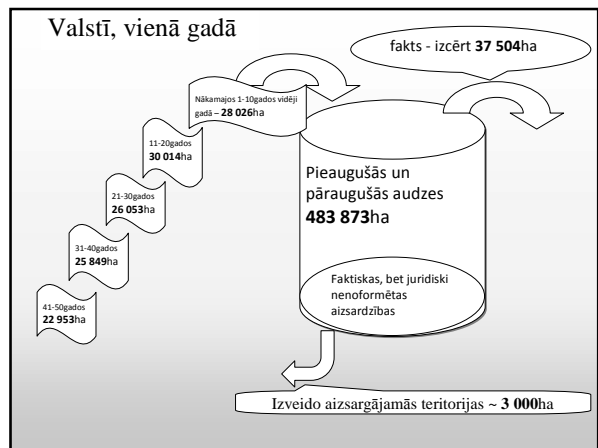 Valstī, vienā gadā
fakts - izcērt 37 504ha
Nākamajos 1-10gados vidēji
gadā – 28 026ha
11-20gados
30 014ha
21-30gados
26 053ha
31-40gados
25 849ha
41-50gados
22 953ha
Pieaugušās un
pāraugušās audzes
483 873ha
Faktiskas, bet juridiski
nenoformētas
aizsardzības
Izveido aizsargājamās teritorijas ~ 3 000ha